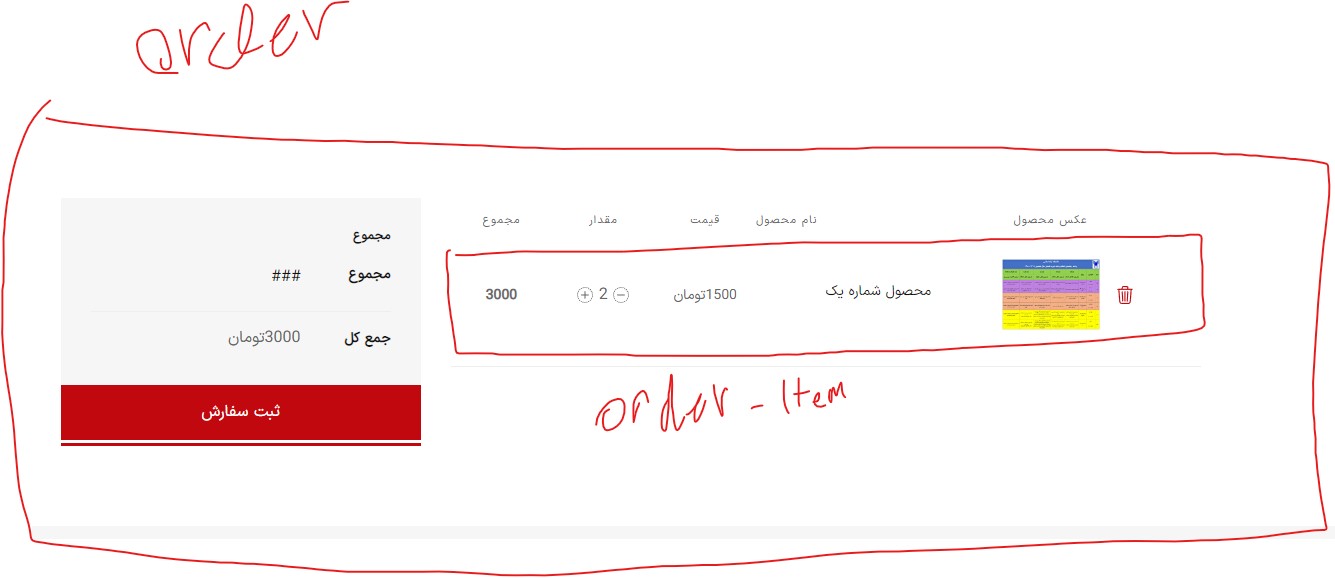 order
عکس محصول نام محصول قیمت مقدار مجموع
محصول شماره یک 1500تومان 2 3000
order-Item
مجموع
مجموع ###
جمع کل 3000تومان
ثبت سفارش